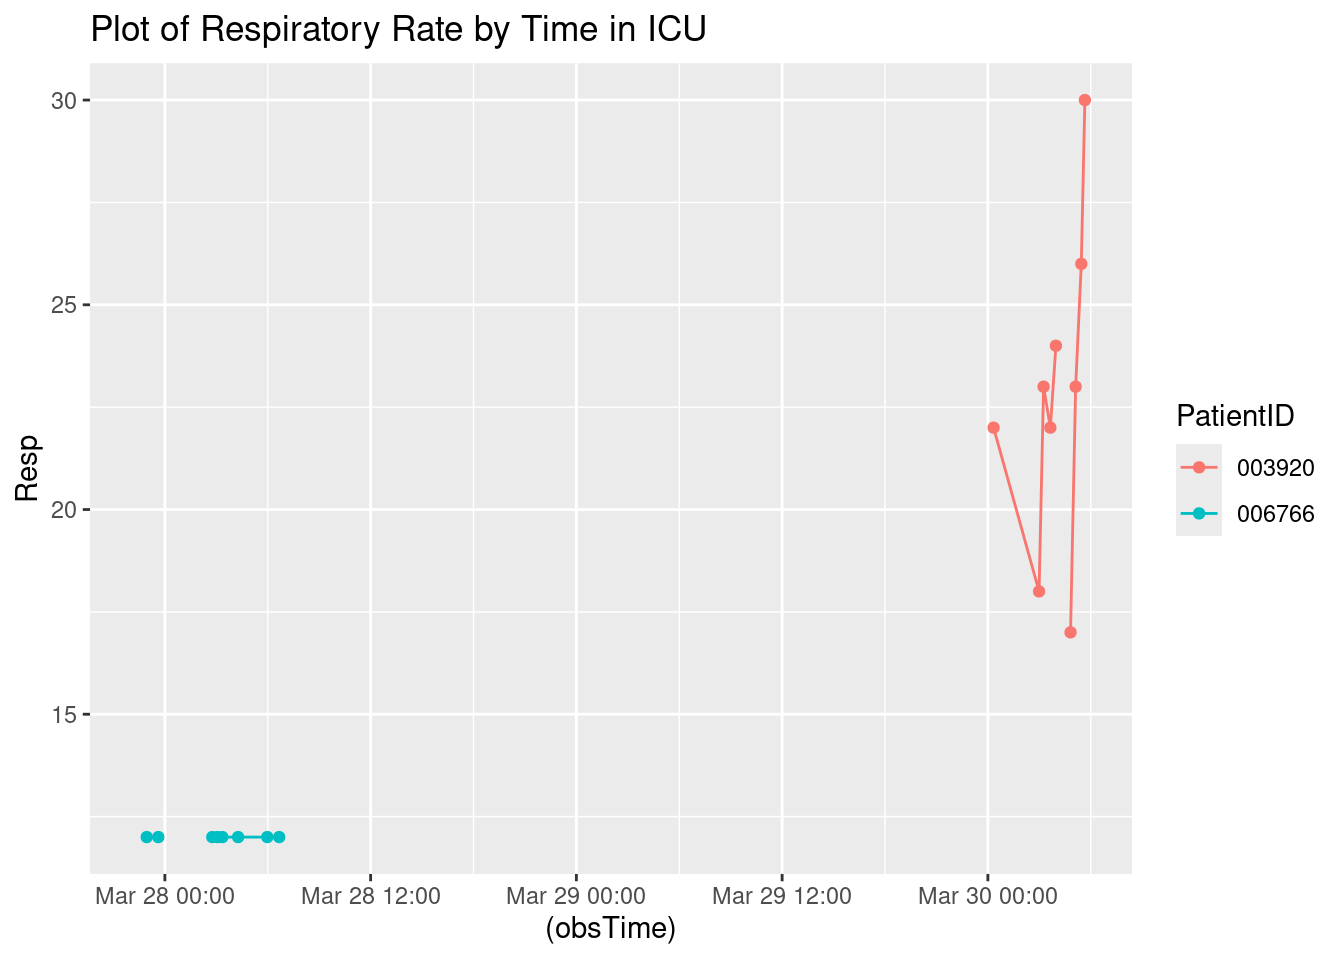 Plot of Respiratory Rate by Time in ICU
30
25
20
15
Resp
Mar 28 00:00
Mar 28 12:00
Mar 29 00:00
Mar 29 12:00
Mar 30 00:00
(obsTime)
PatientID
003920
006766